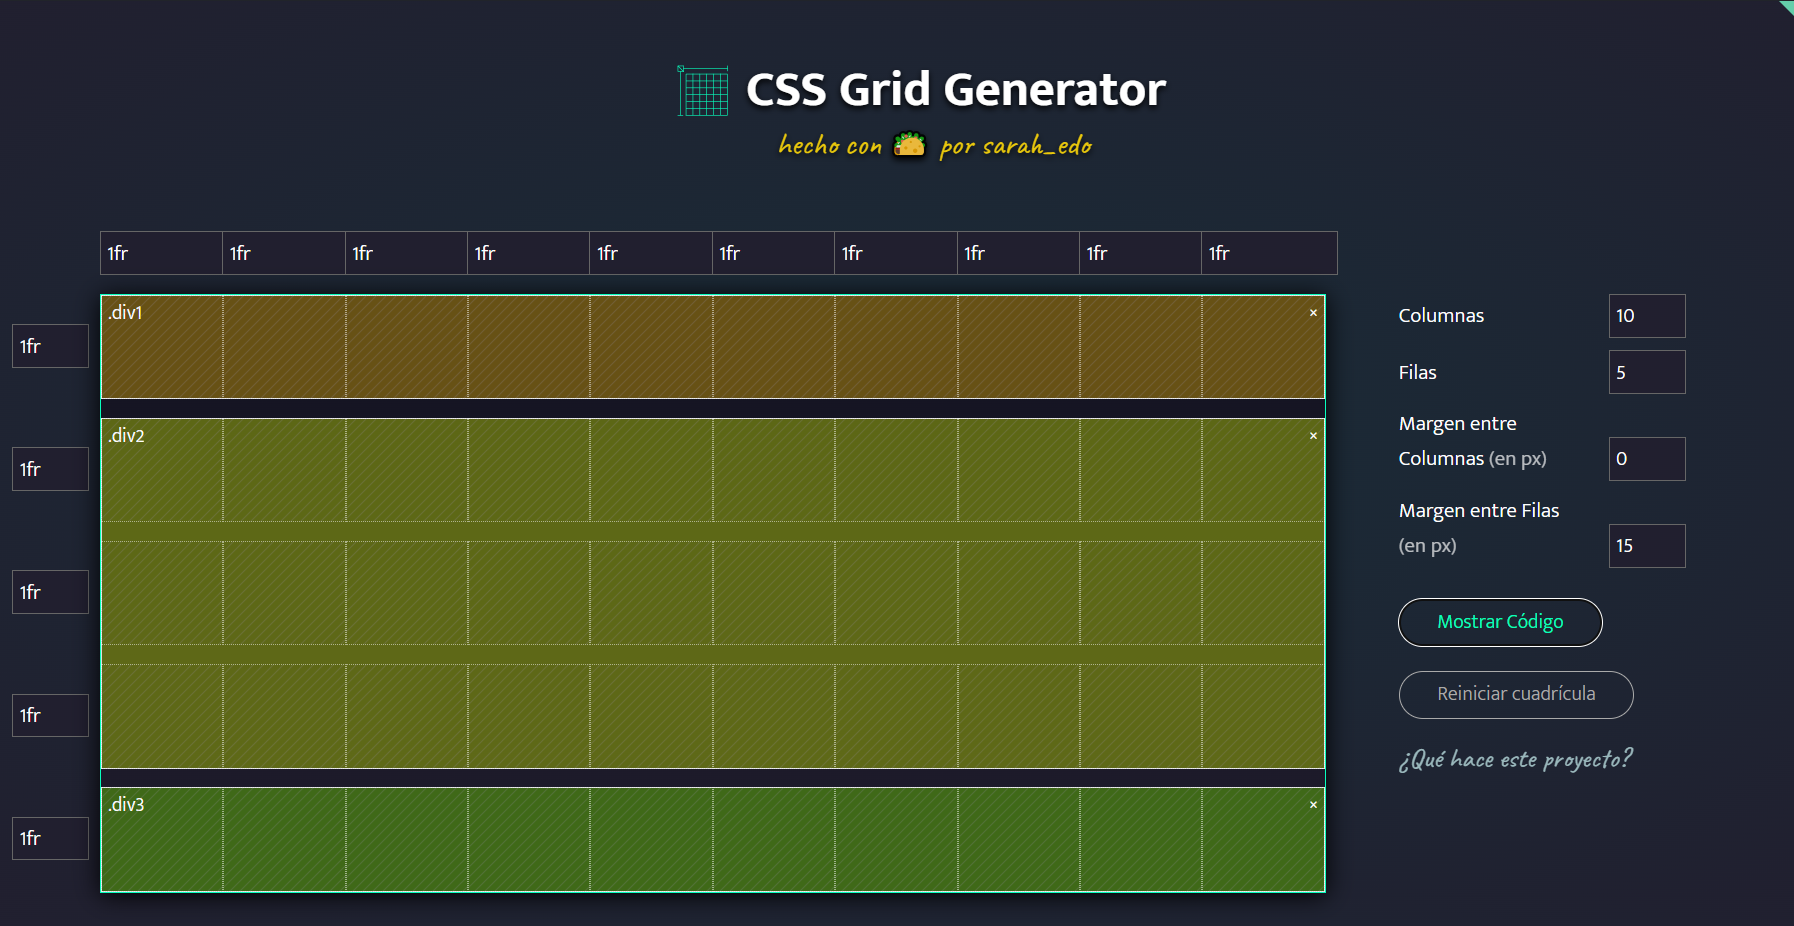 CSS Grid Generator
hecho con por sarah_edo
1fr 1fr 1fr 1fr 1fr 1fr 1fr 1fr 1fr 1fr
.div1 ×
1fr
.div2 ×
1fr
1fr
1fr
.div3 ×
1fr
Columnas 10
Filas 5
Margen entre
Columnas (en px) 0
Margen entre Filas
(en px) 15
Mostrar Código
Reiniciar cuadrícula
¿Qué hace este proyecto?